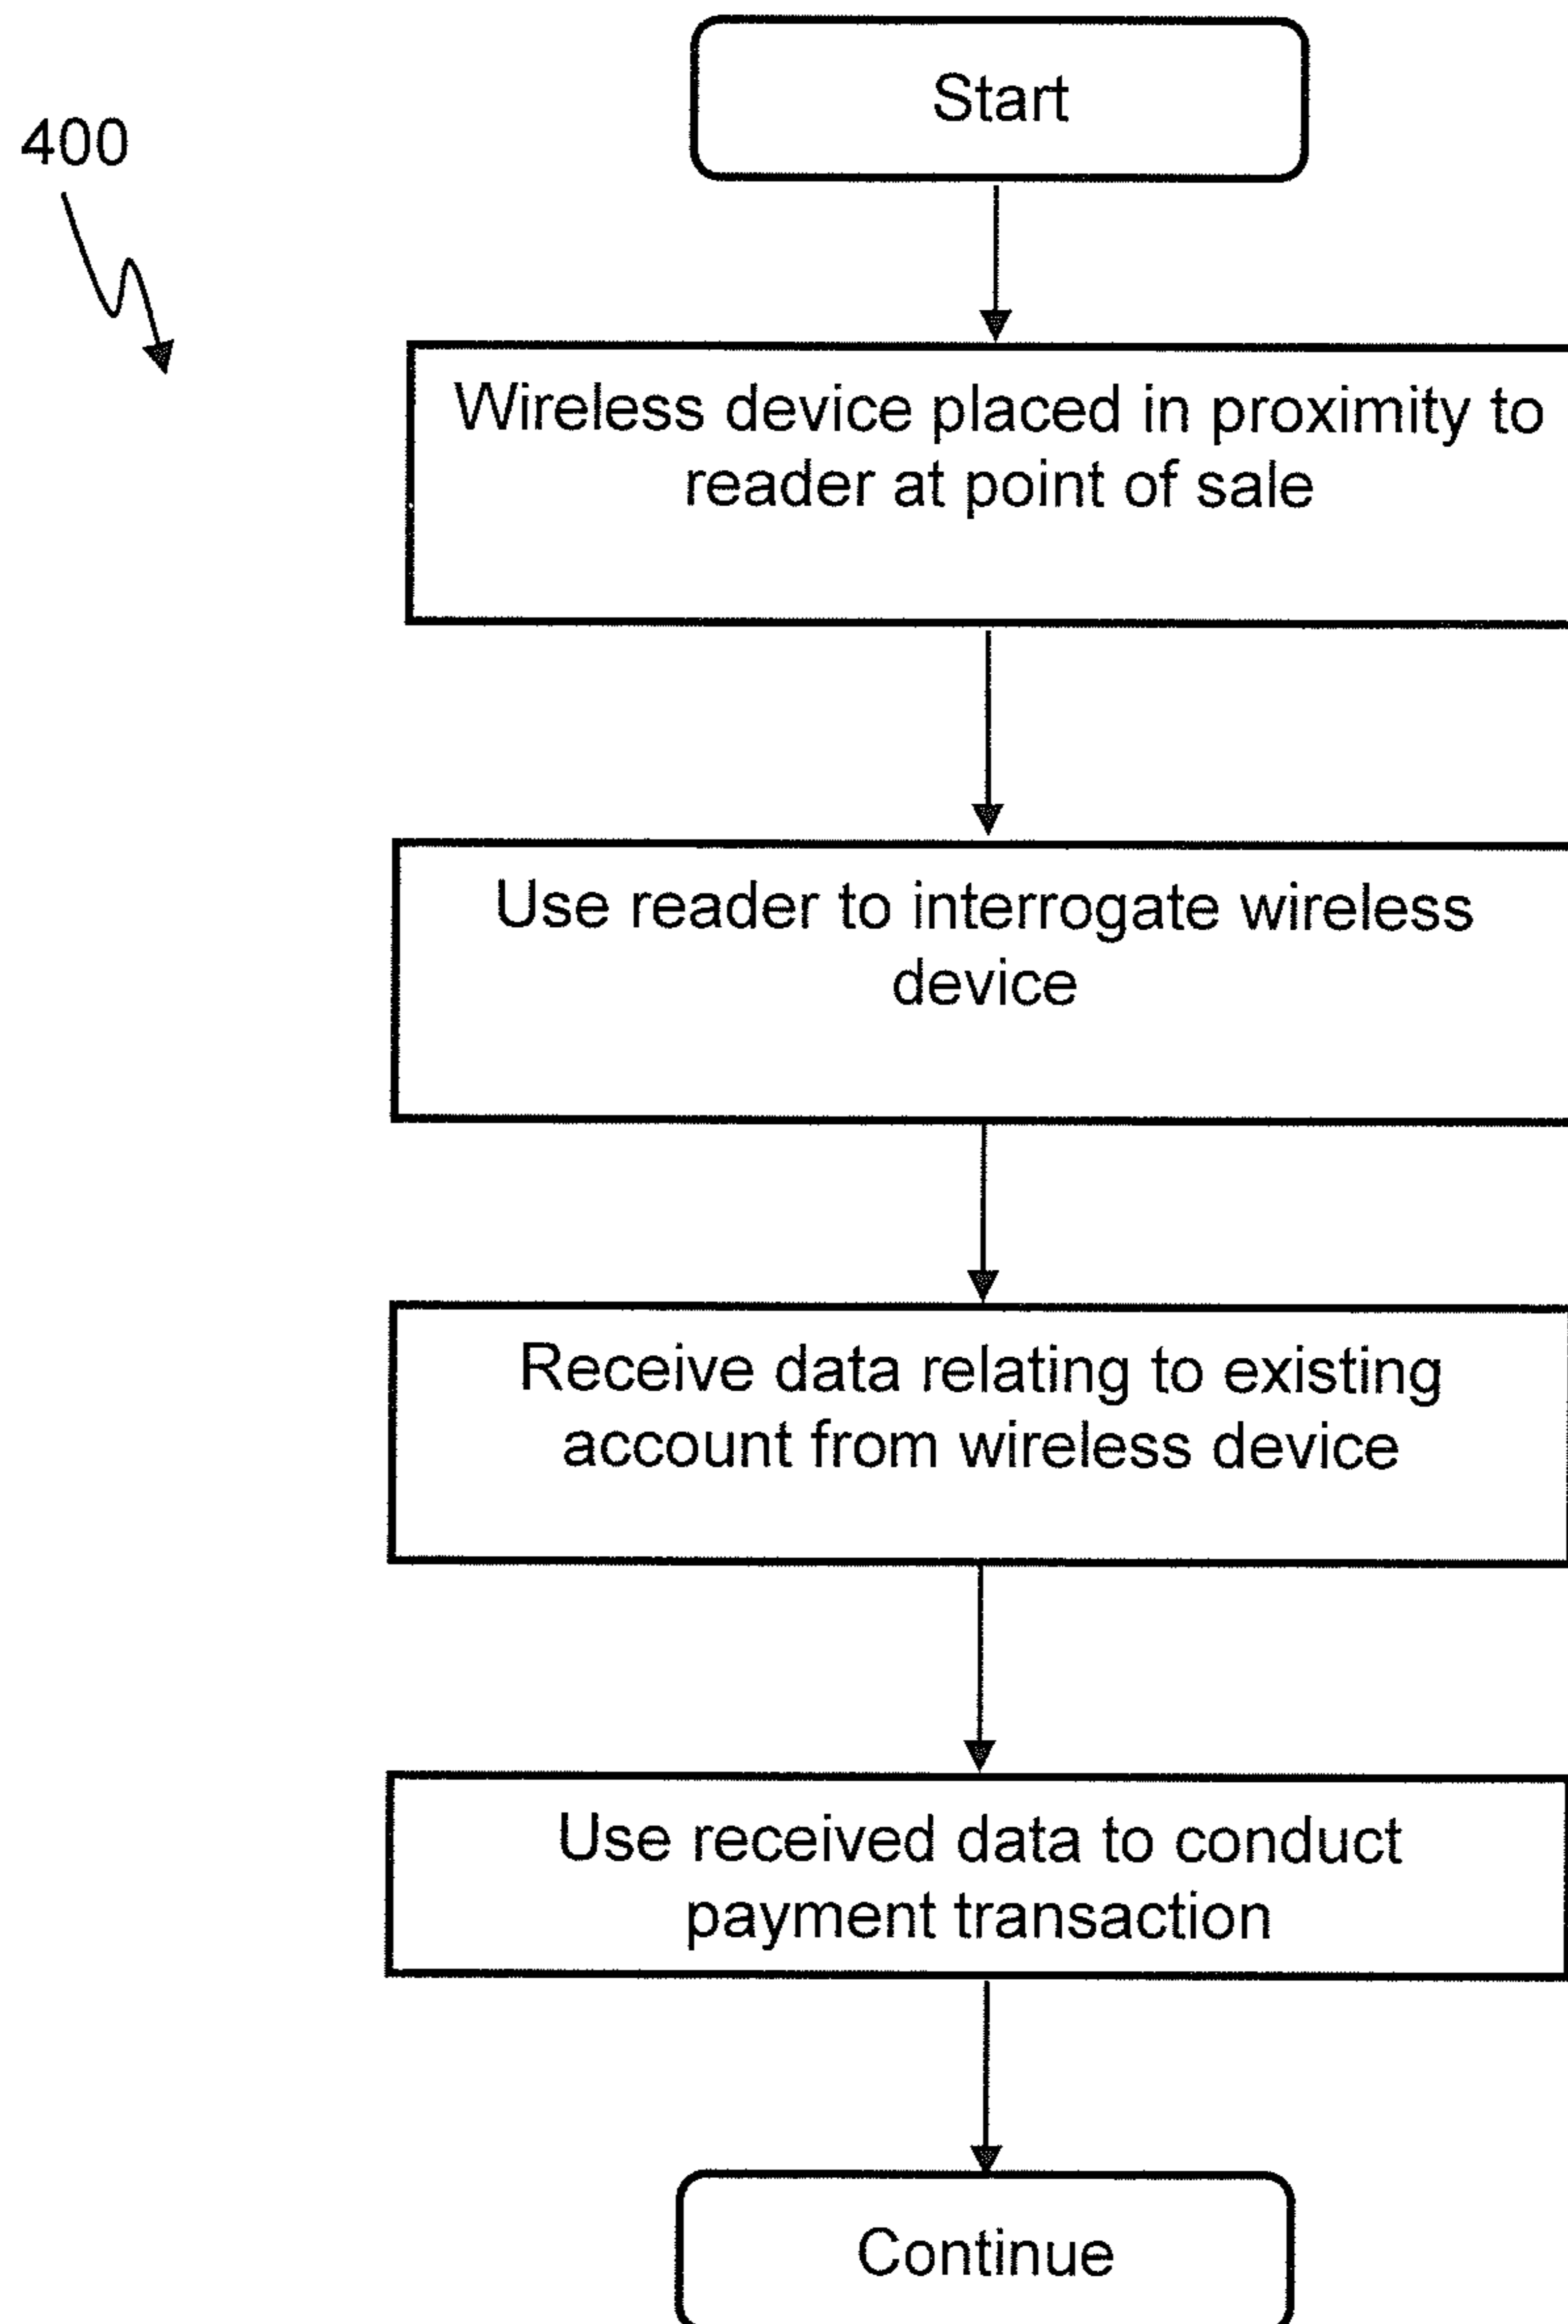 Start
400
Wireless device placed in proximity to
reader at point of sale
Use reader to interrogate wireless
device
Receive data relating to existing
account from wireless device
Use received data to conduct
payment transaction
Continue